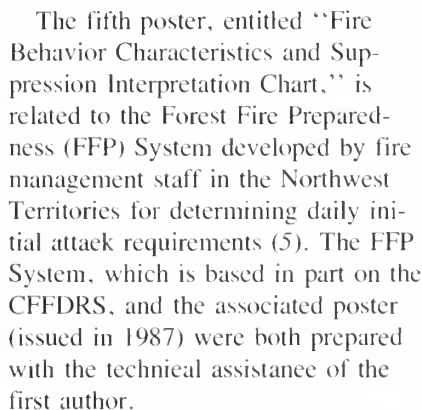 The fifth poster, entitled ‘‘Fire
Behavior Characteristics and Sup-
pression Interpretation Chart,’’ is
related to the Forest Fire Prepared-
ness (FFP) System developed by fire
management staff in the Northwest
Territories for determining daily ini-
tial attack requirements (5). The FFP
System, which is based in part on the
CFFDRS, and the associated poster
(issued in 1987) were both prepared
with the technical assistance of the
first author.